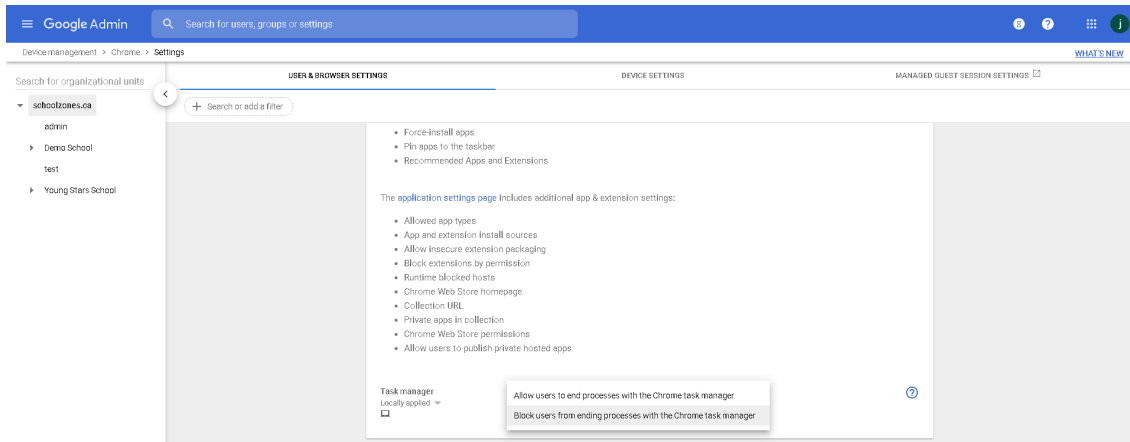 Google Admin
Search for users, groups or settings
8
?
j
Device management > Chrome > Settings
WHAT'S NEW
Search for organizational units
schoolzones.ca
admin
Demo School
test
Young Stars School
USER & BROWSER SETTINGS
DEVICE SETTINGS
MANAGED GUEST SESSION SETTINGS
+ Search or add a filter
• Force-install apps
• Pin apps to the taskbar
• Recommended Apps and Extensions
The application settings page includes additional app & extension settings:
• Allowed app types
• App and extension install sources
• Allow insecure extension packaging
• Block extensions by permission
• Runtime blocked hosts
• Chrome Web Store homepage
• Collection URL
• Private apps in collection
• Chrome Web Store permissions
• Allow users to publish private hosted apps
Task manager
Locally applied
Allow users to end processes with the Chrome task manager
Block users from ending processes with the Chrome task manager
?